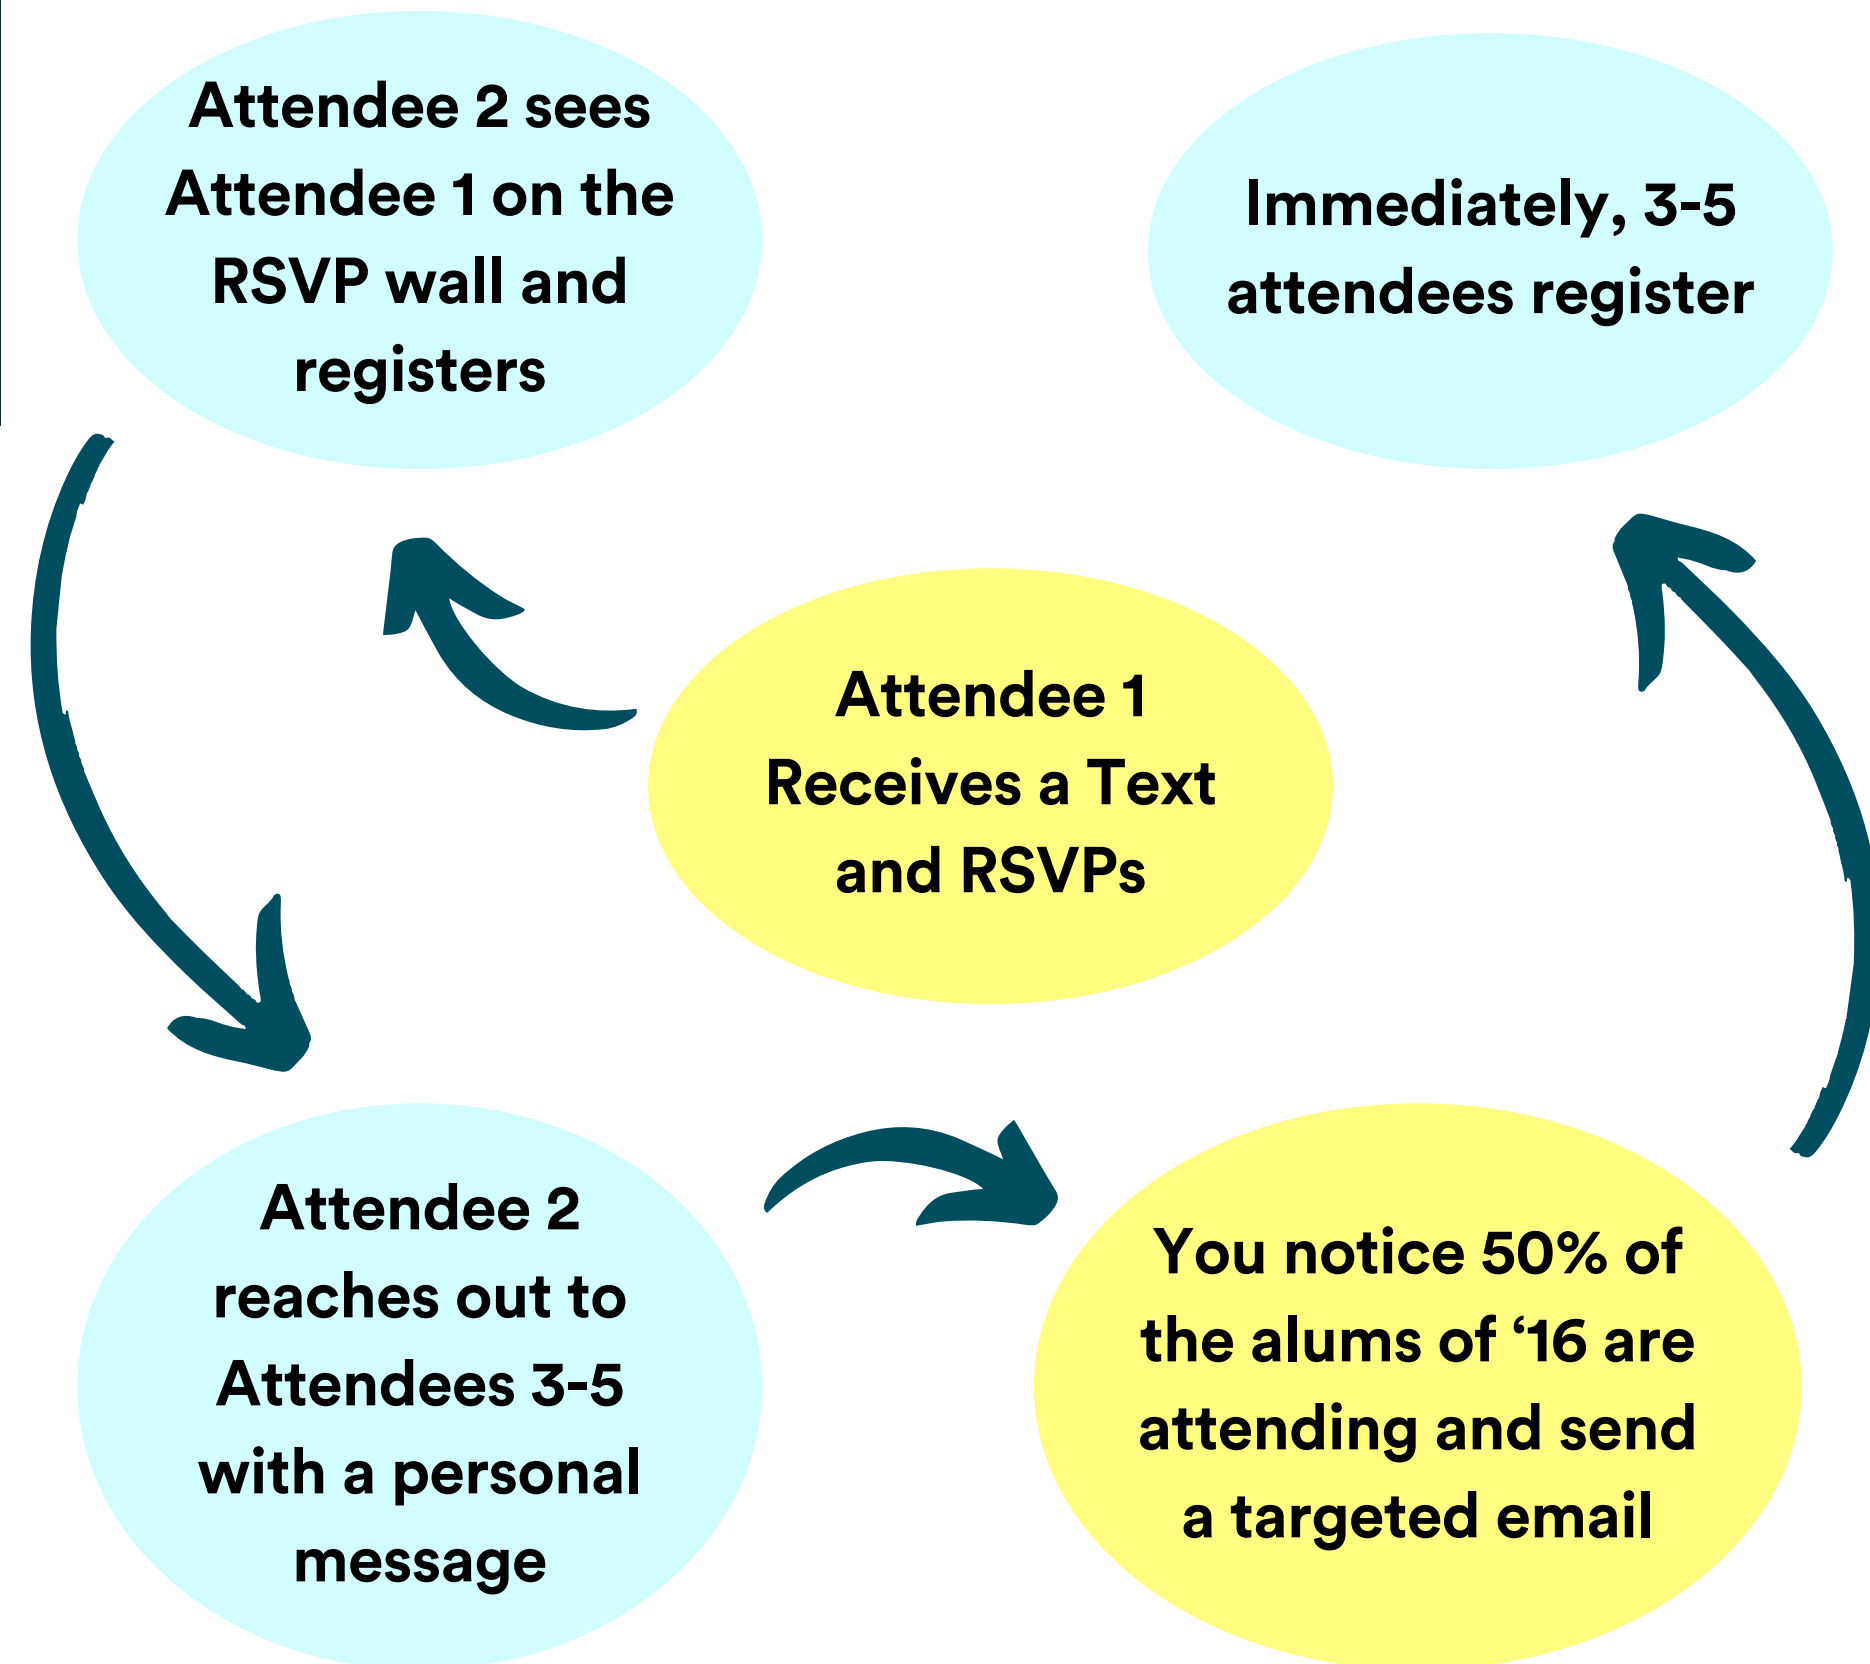 Attendee 2 sees
Attendee 1 on the
RSVP wall and
registers
Immediately, 3-5
attendees register
Attendee 1
Receives a Text
and RSVPs
Attendee 2
reaches out to
Attendees 3-5
with a personal
message
You notice 50% of
the alums of ‘16 are
attending and send
a targeted email